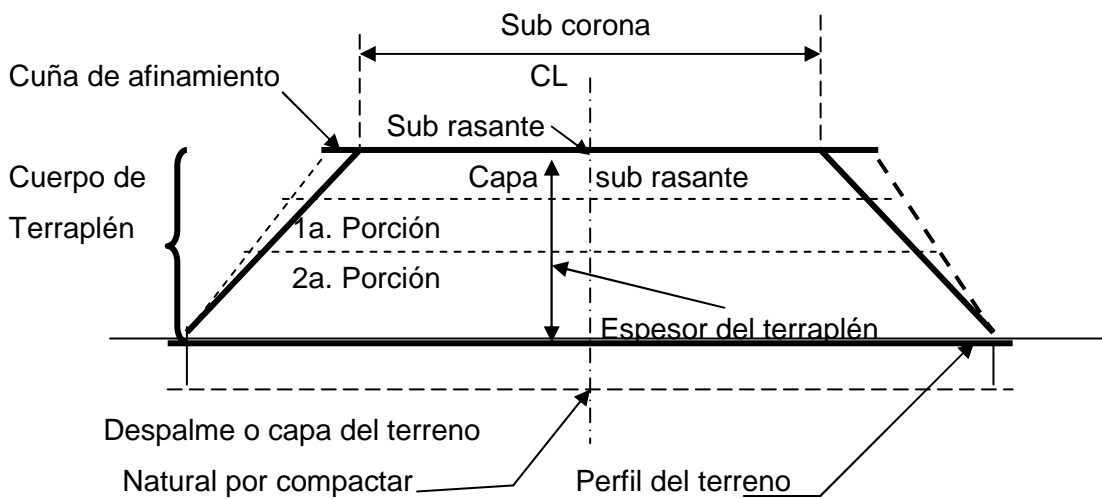 Sub corona
Cuña de afinamiento
CL
Sub rasante
Cuerpo de
Terraplén
Capa sub rasante
1a. Porción
2a. Porción
Espesor del terraplén
Despalme o capa del terreno
Natural por compactar
Perfil del terreno